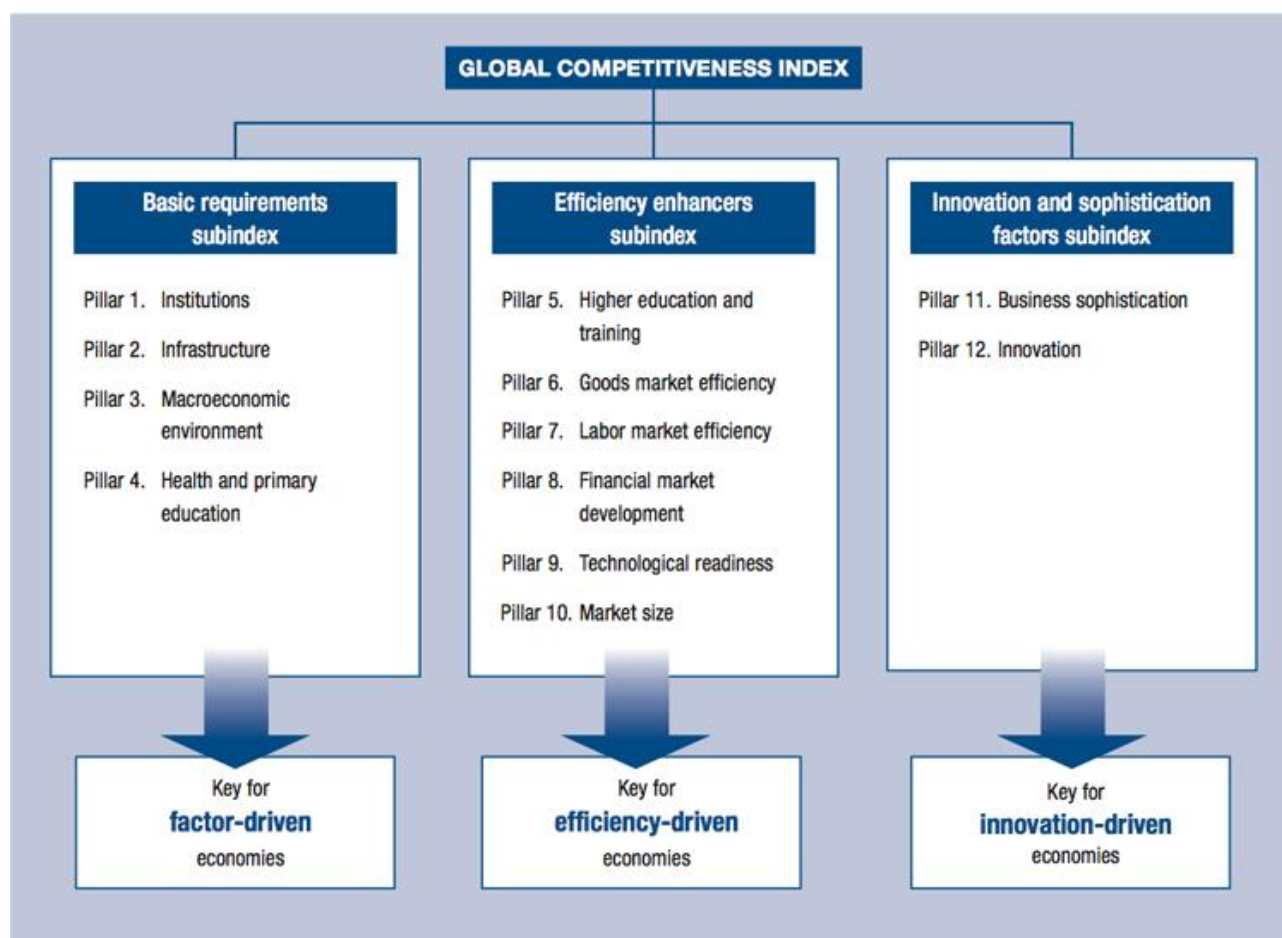 GLOBAL COMPETITIVENESS INDEX
Basic requirements
subindex
Pillar 1. Institutions
Pillar 2. Infrastructure
Pillar 3. Macroeconomic
environment
Pillar 4. Health and primary
education
Key for
factor-driven
economies
Efficiency enhancers
subindex
Pillar 5. Higher education and
training
Pillar 6. Goods market efficiency
Pillar 7. Labor market efficiency
Pillar 8. Financial market
development
Pillar 9. Technological readiness
Pillar 10. Market size
Key for
efficiency-driven
economies
Innovation and sophistication
factors subindex
Pillar 11. Business sophistication
Pillar 12. Innovation
Key for
innovation-driven
economies